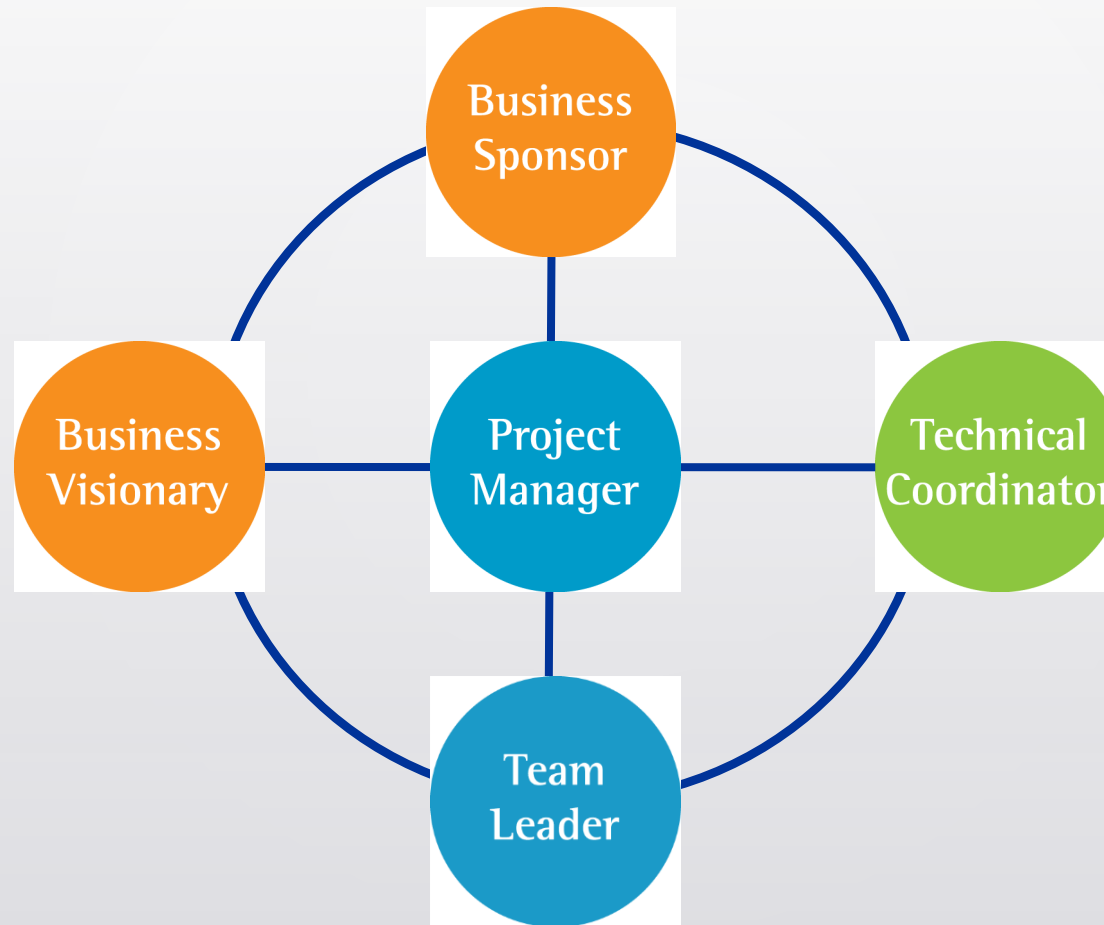 Business
Sponsor
Business
Visionary
Project
Manager
Technical
Coordinator
Team
Leader